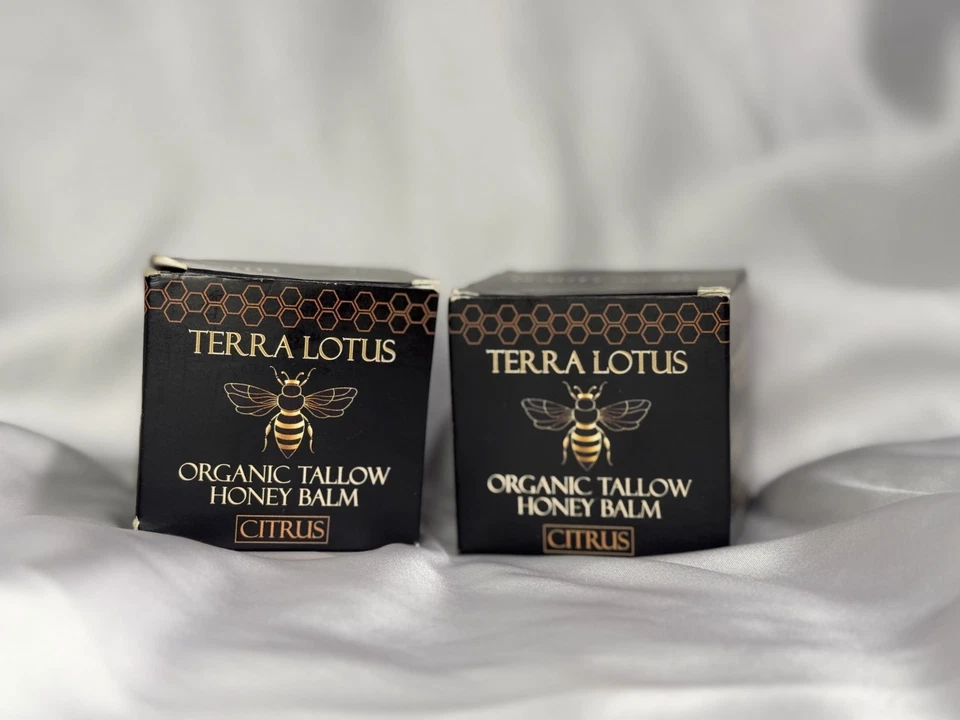 TERRA LOTUS
ORGANIC TALLOW
HONEY BALM
CITRUS
TERRA LOTUS
ORGANIC TALLOW
HONEY BALM
CITRUS